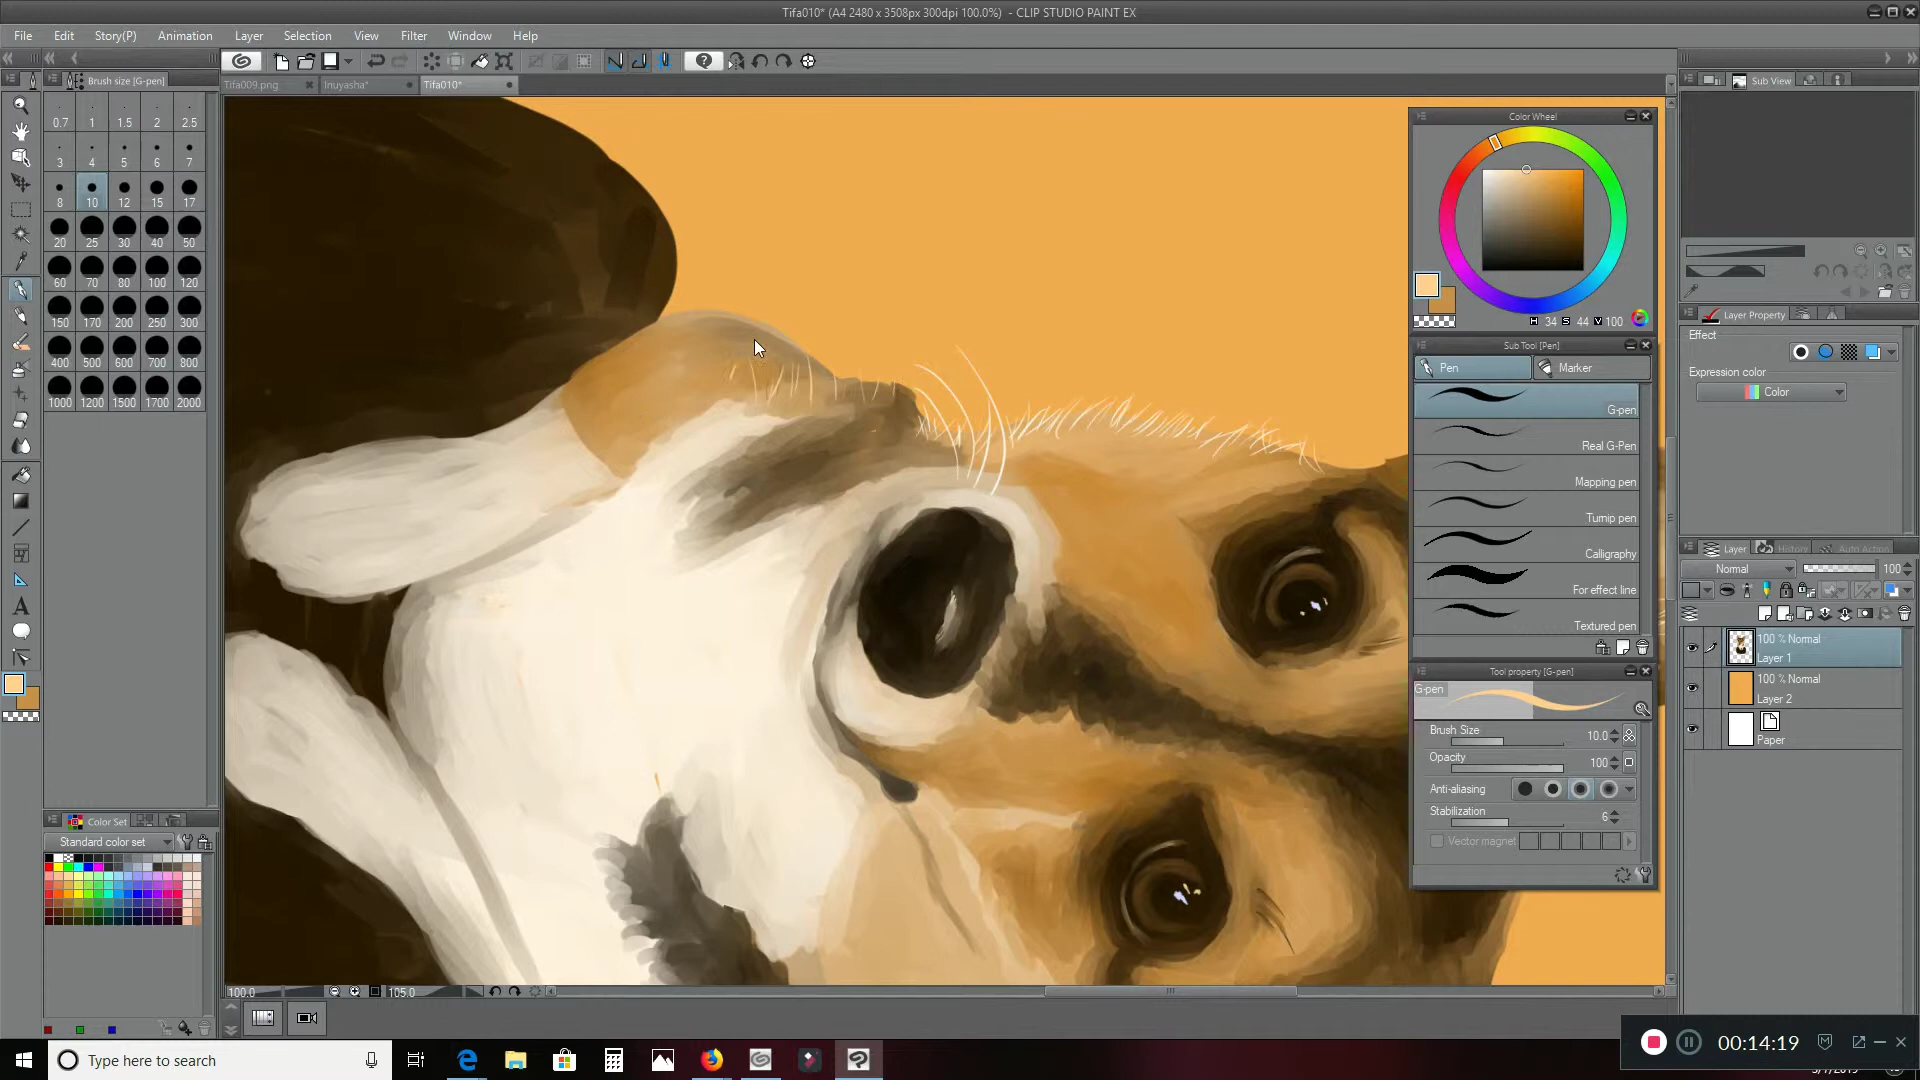 Tifa010* (A4 2480 x 3508px 300dpi 100.0%) - CLIP STUDIO PAINT EX
File Edit Story(P) Animation Layer Selection View Filter Window Help
Brush size [G-pen]
Tifa009.png Inuyasha* Tifa010*
Sub View
0.7 1 1.5 2 2.5
3 4 5 6 7
8 10 12 15 17
20 25 30 40 50
60 70 80 100 120
150 170 200 250 300
400 500 600 700 800
1000 1200 1500 1700 2000
Color Set
Standard color set
Color Wheel
H 34 S 44 V 100
Sub Tool [Pen]
Pen Marker
G-pen
Real G-Pen
Mapping pen
Turnip pen
Calligraphy
For effect line
Textured pen
Tool property [G-pen]
G-pen
Brush Size 10.0
Opacity 100
Anti-aliasing
Stabilization 6
Vector magnet
Layer Property
Effect
Expression color
Color
Layer History Auto Action
Normal 100
100 % Normal
Layer 1
100 % Normal
Layer 2
Paper
100.0 105.0
Type here to search
00:14:19